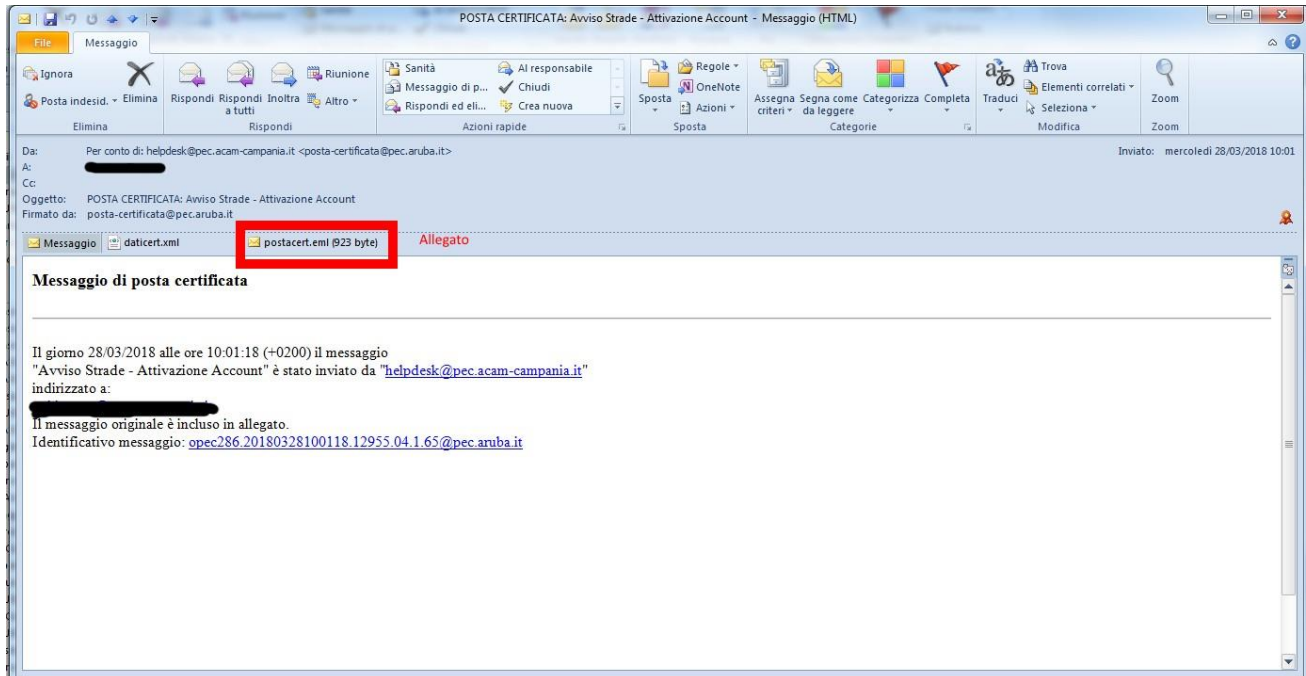 POSTA CERTIFICATA: Avviso Strade - Attivazione Account - Messaggio (HTML)
File Messaggio
Ignora
Posta indesid.
Elimina
Rispondi
Rispondi a tutti
Inoltra
Riunione
Altro
Elimina
Rispondi
Sanità
Messaggio di p...
Rispondi ed eli...
Al responsabile
Chiudi
Crea nuova
Azioni rapide
Sposta
Regole
OneNote
Azioni
Sposta
Assegna criteri
Segna come da leggere
Categorizza
Completa
Categorie
Traduci
Trova
Elementi correlati
Seleziona
Modifica
Zoom
Zoom
Da: Per conto di: helpdesk@pec.acam-campania.it <posta-certificata@pec.aruba.it>
Inviato: mercoledì 28/03/2018 10:01
A:
Cc:
Oggetto: POSTA CERTIFICATA: Avviso Strade - Attivazione Account
Firmato da: posta-certificata@pec.aruba.it
Messaggio daticert.xml postacert.eml (923 byte) Allegato
Messaggio di posta certificata
Il giorno 28/03/2018 alle ore 10:01:18 (+0200) il messaggio
"Avviso Strade - Attivazione Account" è stato inviato da "helpdesk@pec.acam-campania.it"
indirizzato a:
Il messaggio originale è incluso in allegato.
Identificativo messaggio: opec286.20180328100118.12955.04.1.65@pec.aruba.it